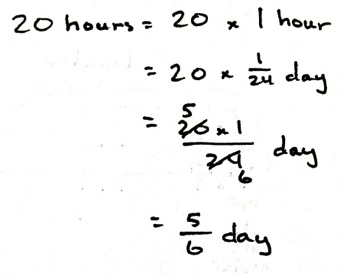 20 hours = 20 × 1 hour
= 20 × 1/24 day
= 5 20 × 1 / 24 6 day
= 5/6 day